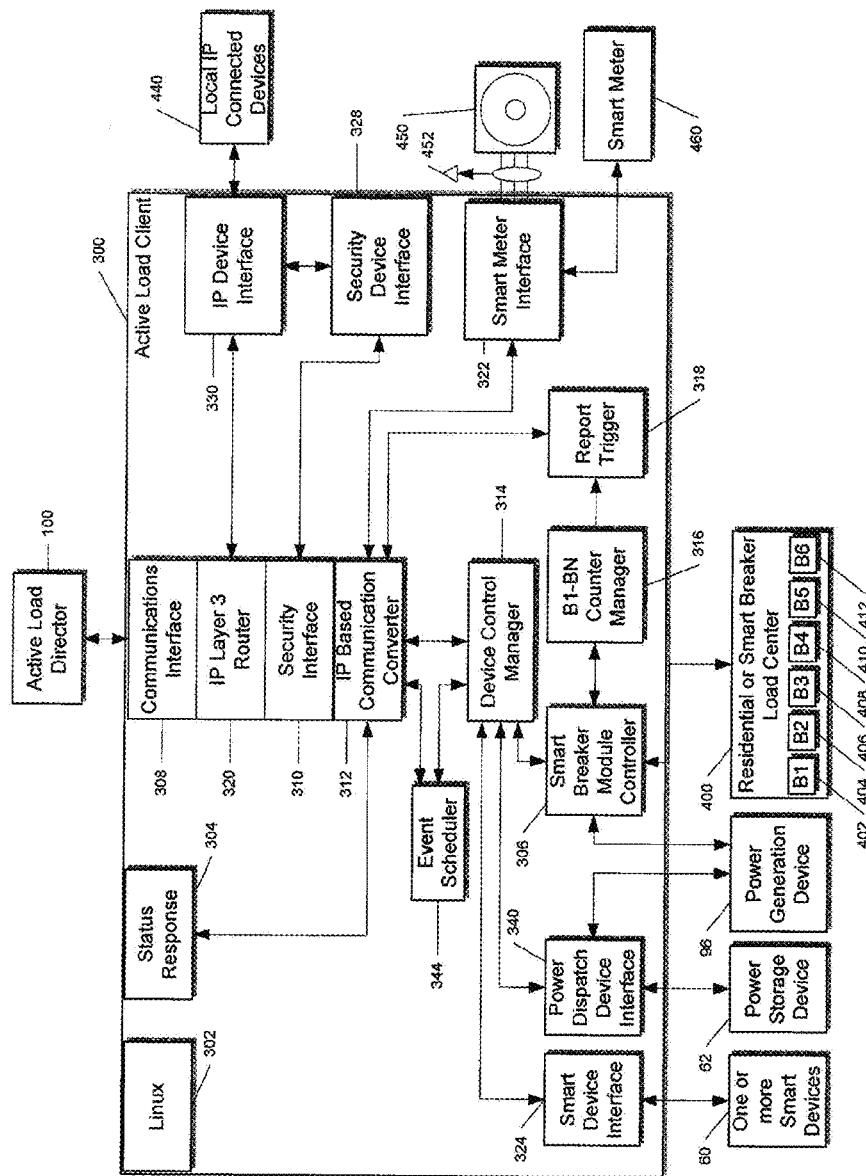 100
Active Load
Director
300
Active Load Client
Linux
302
Status
Response
304
Communications
Interface
308
IP Layer 3
Router
320
Security Interface
310
IP Based
Communication
Converter
312
IP Device
Interface
330
Local IP
Connected
Devices
440
Security
Device
Interface
328
Smart Meter
Interface
322
450
452
Smart Meter
460
Event
Scheduler
344
Device Control
Manager
314
Report
Trigger
318
B1-BN
Counter
Manager
316
Smart
Breaker
Module
Controller
306
Power
Dispatch
Device
Interface
340
Smart
Device
Interface
324
One or
more
Smart
Devices
60
Power
Storage
Device
62
Power
Generation
Device
96
Residential or Smart Breaker
Load Center
400
B1 B2 B3 B4 B5 B6
402 404 406 408 410 412